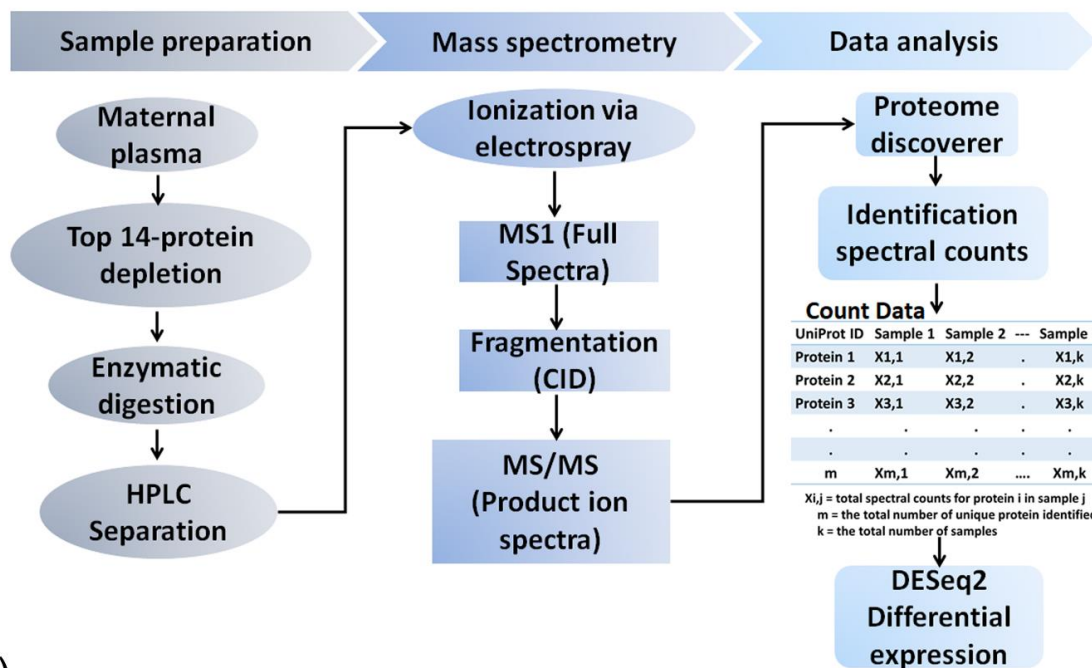 Sample preparation
Mass spectrometry
Data analysis
Maternal
plasma
Top 14-protein
depletion
Enzymatic
digestion
HPLC
Separation
Ionization via
electrospray
MS1 (Full
Spectra)
Fragmentation
(CID)
MS/MS
(Product ion
spectra)
Proteome
discoverer
Identification
spectral counts
Count Data
UniProt ID Sample 1 Sample 2 --- Sample
Protein 1 X1,1 X1,2 . X1,k
Protein 2 X2,1 X2,2 . X2,k
Protein 3 X3,1 X3,2 . X3,k
. . . . .
. . . . .
m Xm,1 Xm,2 .... Xm,k
Xi,j = total spectral counts for protein i in sample j
m = the total number of unique protein identified
k = the total number of samples
DESeq2
Differential
expression
)